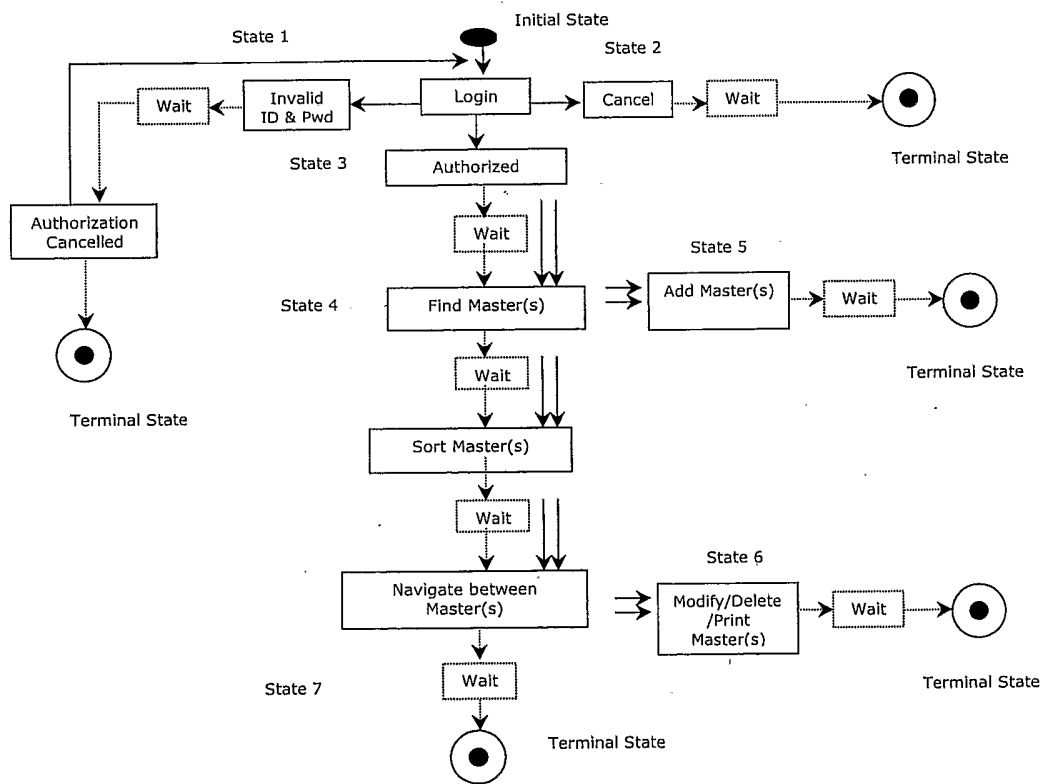 Initial State
State 1
State 2
Wait
Invalid
ID & Pwd
Login
Cancel
Wait
Terminal State
State 3
Authorized
Authorization
Cancelled
Wait
State 5
State 4
Find Master(s)
Add Master(s)
Wait
Terminal State
Wait
Terminal State
Sort Master(s)
Wait
State 6
Navigate between
Master(s)
Modify/Delete
/Print
Master(s)
Wait
Terminal State
Wait
State 7
Terminal State